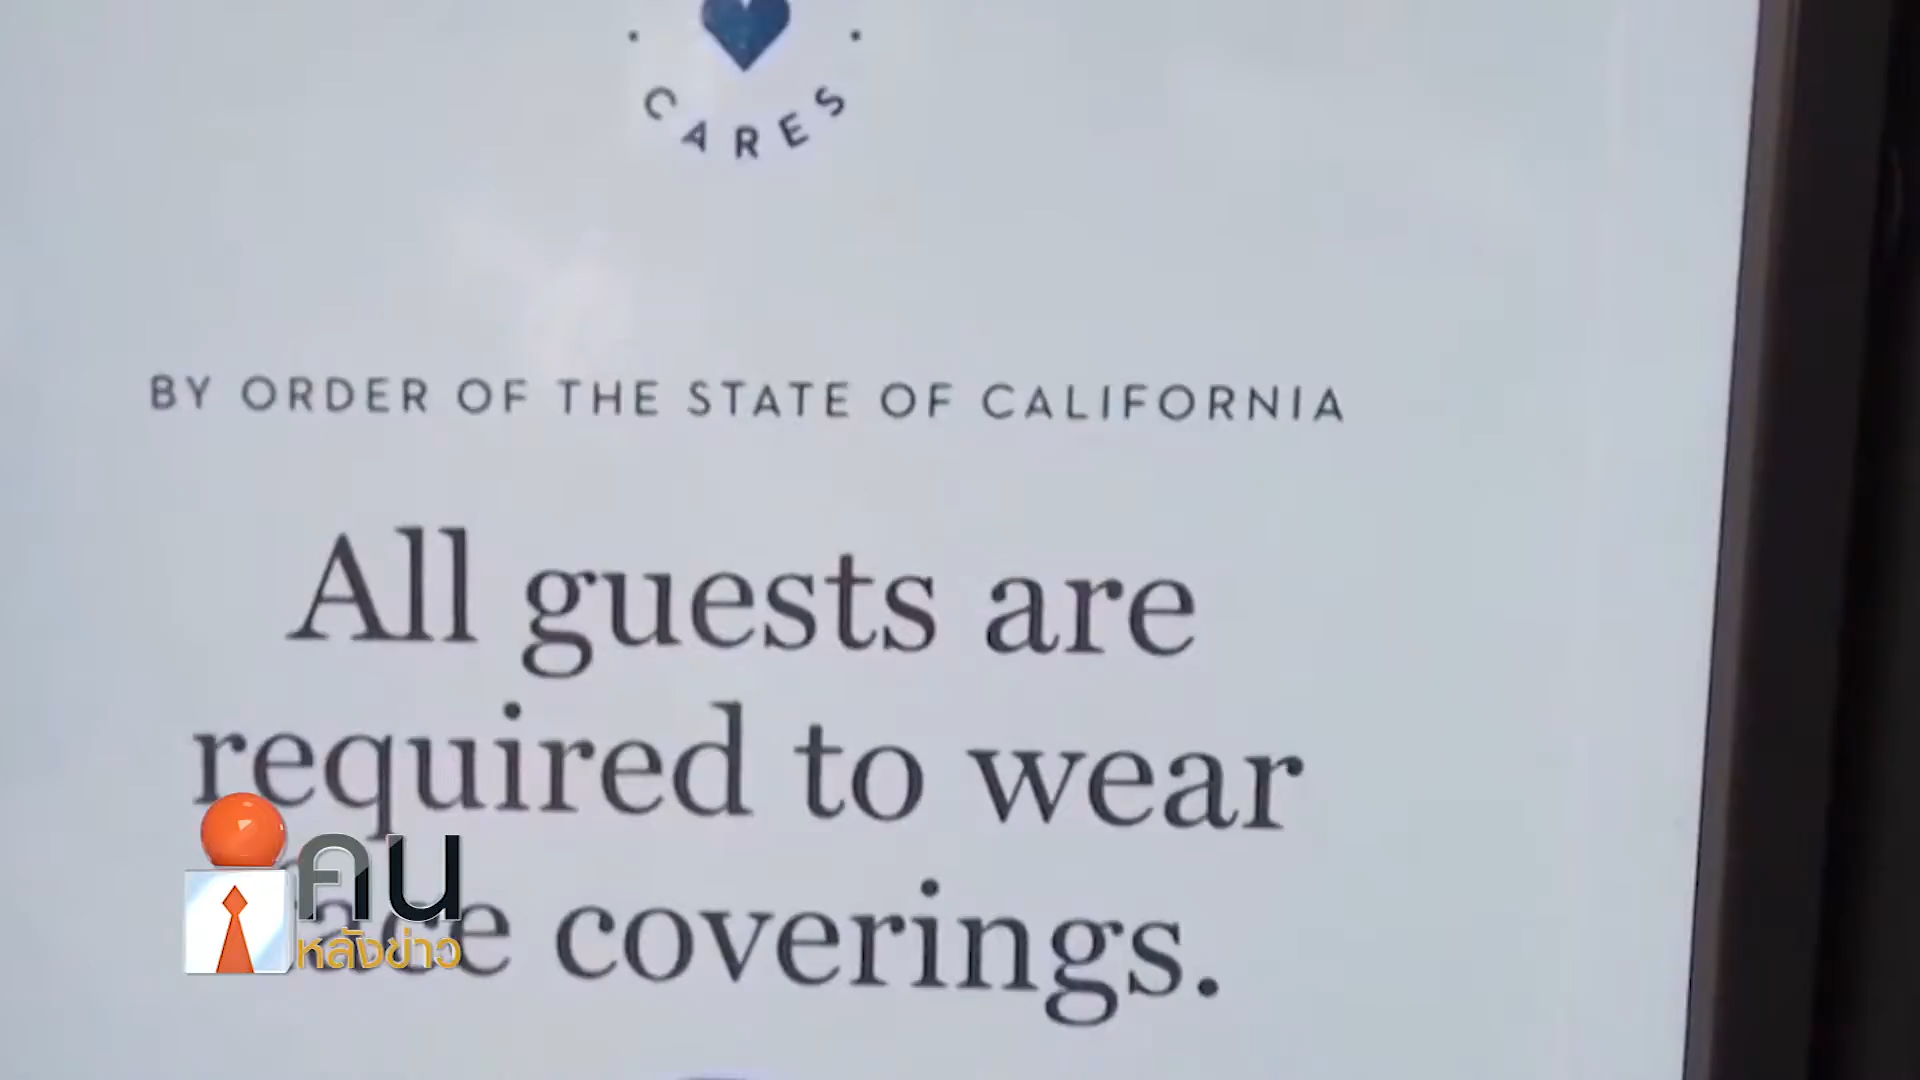 CARES
BY ORDER OF THE STATE OF CALIFORNIA
All guests are
required to wear
face coverings.
คน
หลังข่าว